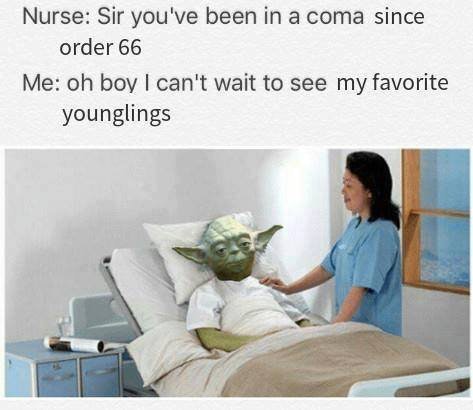 Nurse: Sir you've been in a coma since
order 66
Me: oh boy I can't wait to see my favorite
younglings